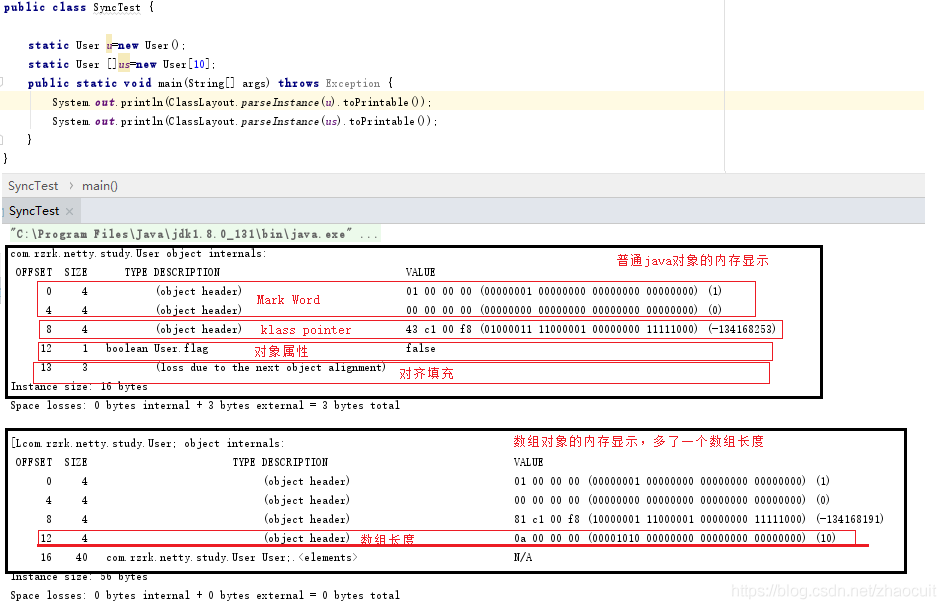 public class SyncTest {
static User u=new User();
static User []us=new User[10];
public static void main(String[] args) throws Exception {
System.out.println(ClassLayout.parseInstance(u).toPrintable());
System.out.println(ClassLayout.parseInstance(us).toPrintable());
}
}
SyncTest › main()
SyncTest ×
"C:\Program Files\Java\jdk1.8.0_131\bin\java.exe" ...
com.rzrk.netty.study.User object internals:
普通java对象的内存显示
OFFSET SIZE TYPE DESCRIPTION VALUE
0 4 (object header) 01 00 00 00 (00000001 00000000 00000000 00000000) (1)
Mark Word
4 4 (object header) 00 00 00 00 (00000000 00000000 00000000 00000000) (0)
8 4 (object header) klass pointer 43 c1 00 f8 (01000011 11000001 00000000 11111000) (-134168253)
12 1 boolean User.flag 对象属性 false
13 3 (loss due to the next object alignment) 对齐填充
Instance size: 16 bytes
Space losses: 0 bytes internal + 3 bytes external = 3 bytes total
[Lcom.rzrk.netty.study.User; object internals:
数组对象的内存显示，多了一个数组长度
OFFSET SIZE TYPE DESCRIPTION VALUE
0 4 (object header) 01 00 00 00 (00000001 00000000 00000000 00000000) (1)
4 4 (object header) 00 00 00 00 (00000000 00000000 00000000 00000000) (0)
8 4 (object header) 81 c1 00 f8 (10000001 11000001 00000000 11111000) (-134168191)
12 4 (object header) 数组长度 0a 00 00 00 (00001010 00000000 00000000 00000000) (10)
16 40 com.rzrk.netty.study.User User;.<elements> N/A
Instance size: 56 bytes
Space losses: 0 bytes internal + 0 bytes external = 0 bytes total
https://blog.csdn.net/zhaocuit